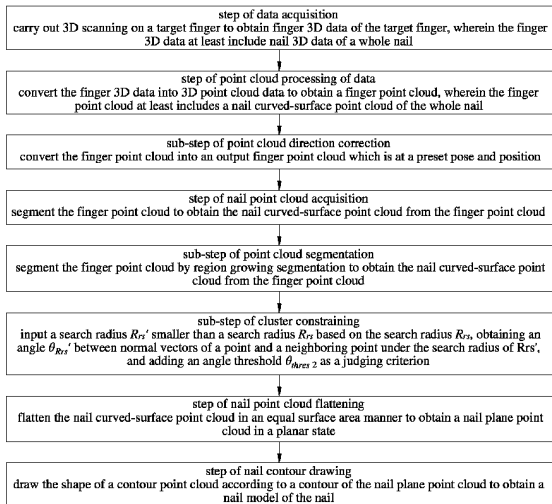 step of data acquisition
carry out 3D scanning on a target finger to obtain finger 3D data of the target finger, wherein the finger
3D data at least include nail 3D data of a whole nail
step of point cloud processing of data
convert the finger 3D data into 3D point cloud data to obtain a finger point cloud, wherein the finger
point cloud at least includes a nail curved-surface point cloud of the whole nail
sub-step of point cloud direction correction
convert the finger point cloud into an output finger point cloud which is at a preset pose and position
step of nail point cloud acquisition
segment the finger point cloud to obtain the nail curved-surface point cloud from the finger point cloud
sub-step of point cloud segmentation
segment the finger point cloud by region growing segmentation to obtain the nail curved-surface point
cloud from the finger point cloud
sub-step of cluster constraining
input a search radius Rrs' smaller than a search radius Rrs based on the search radius Rrs, obtaining an
angle θRrs' between normal vectors of a point and a neighboring point under the search radius of Rrs',
and adding an angle threshold θthres 2 as a judging criterion
step of nail point cloud flattening
flatten the nail curved-surface point cloud in an equal surface area manner to obtain a nail plane point
cloud in a planar state
step of nail contour drawing
draw the shape of a contour point cloud according to a contour of the nail plane point cloud to obtain a
nail model of the nail